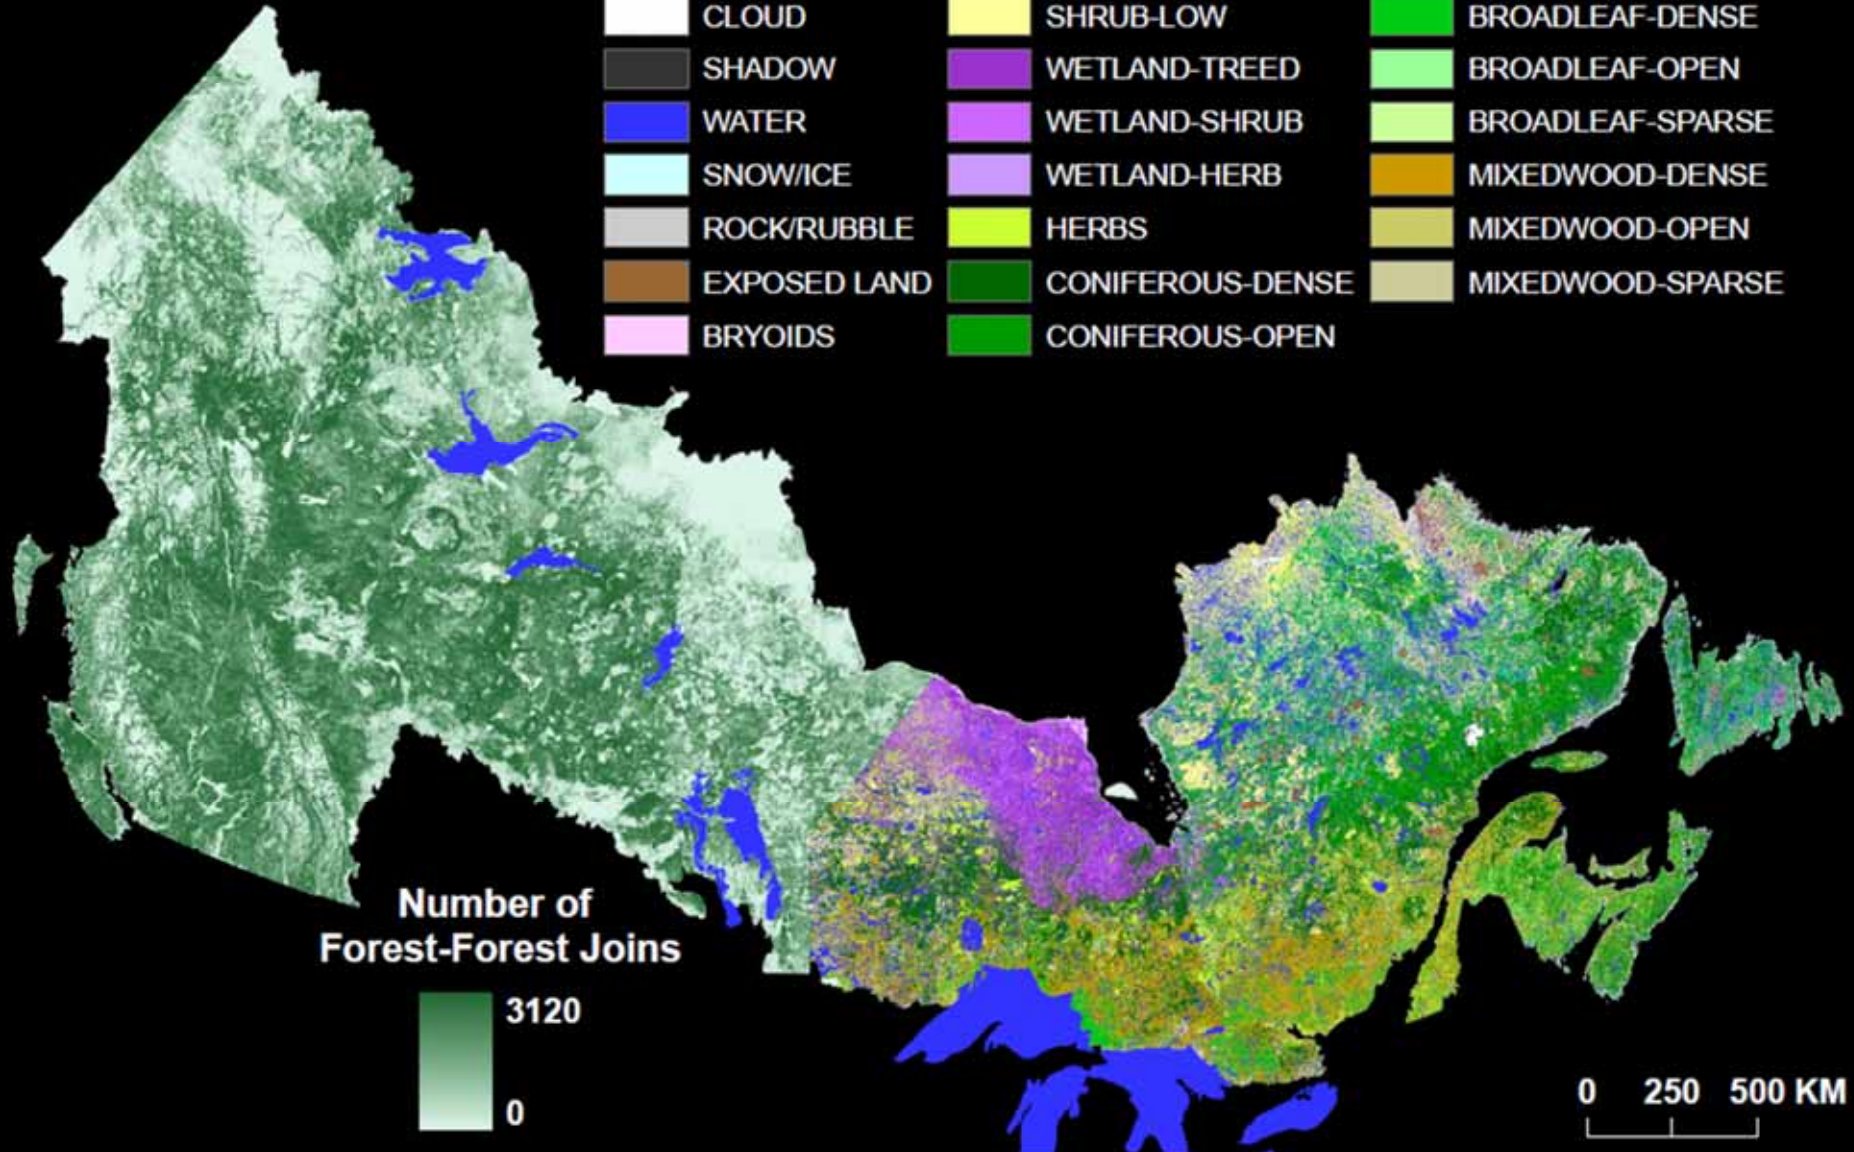 CLOUD
SHADOW
WATER
SNOW/ICE
ROCK/RUBBLE
EXPOSED LAND
BRYOIDS
SHRUB-LOW
WETLAND-TREED
WETLAND-SHRUB
WETLAND-HERB
HERBS
CONIFEROUS-DENSE
CONIFEROUS-OPEN
BROADLEAF-DENSE
BROADLEAF-OPEN
BROADLEAF-SPARSE
MIXEDWOOD-DENSE
MIXEDWOOD-OPEN
MIXEDWOOD-SPARSE
Number of
Forest-Forest Joins
3120
0
0 250 500 KM